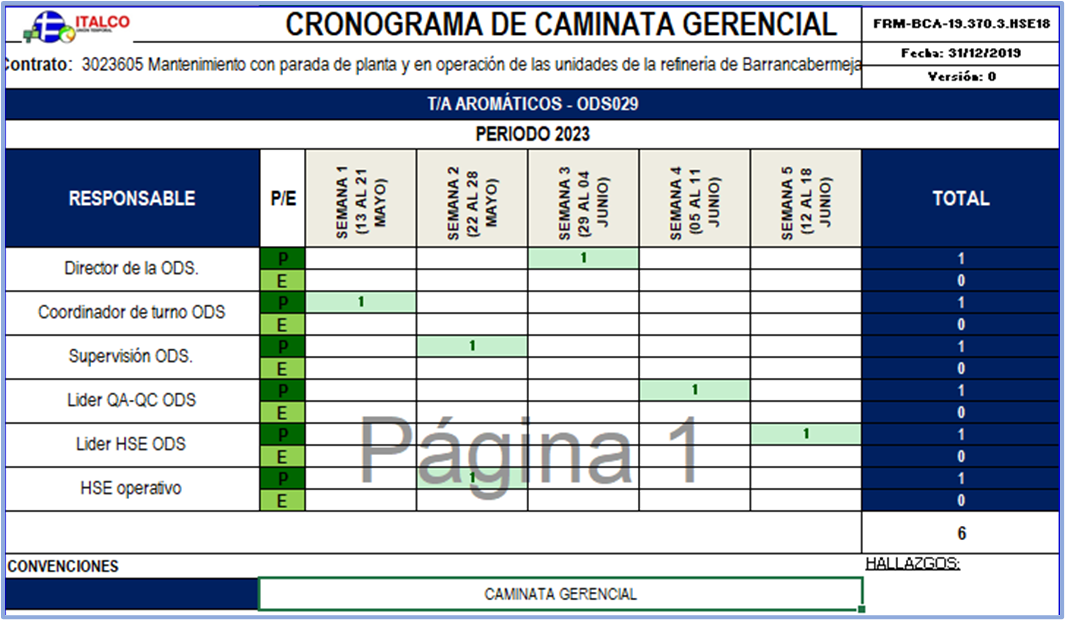 ITALCO
UNIÓN TEMPORAL
CRONOGRAMA DE CAMINATA GERENCIAL
FRM-BCA-19.370.3.HSE18
Fecha: 31/12/2019
Versión: 0
Contrato: 3023605 Mantenimiento con parada de planta y en operación de las unidades de la refinería de Barrancabermeja
T/A AROMÁTICOS - ODS029
PERIODO 2023
RESPONSABLE
P/E
SEMANA 1
(13 AL 21
MAYO)
SEMANA 2
(22 AL 28
MAYO)
SEMANA 3
(29 AL 04
JUNIO)
SEMANA 4
(05 AL 11
JUNIO)
SEMANA 5
(12 AL 18
JUNIO)
TOTAL
Director de la ODS.
P 1 1
E 0
Coordinador de turno ODS
P 1 1
E 0
Supervisión ODS.
P 1 1
E 0
Lider QA-QC ODS
P 1 1
E 0
Lider HSE ODS
P 1 1
E 0
HSE operativo
P 1 1
E 0
Página 1
6
CONVENCIONES
HALLAZGOS:
CAMINATA GERENCIAL